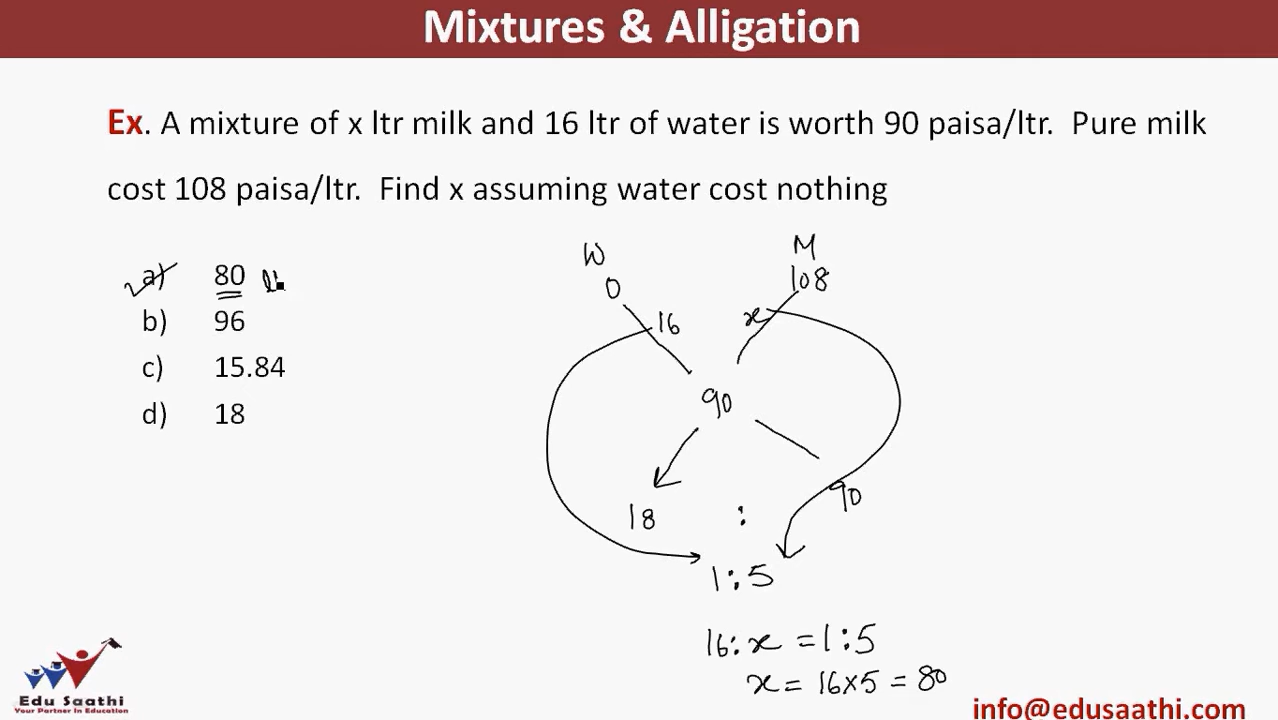 Mixtures & Alligation
Ex. A mixture of x ltr milk and 16 ltr of water is worth 90 paisa/ltr. Pure milk
cost 108 paisa/ltr. Find x assuming water cost nothing
a) 80
b) 96
c) 15.84
d) 18
W M
0 108
16 x
90
18 : 90
1:5
16:x = 1:5
x = 16x5 = 80
Edu Saathi
Your Partner In Education
info@edusaathi.com